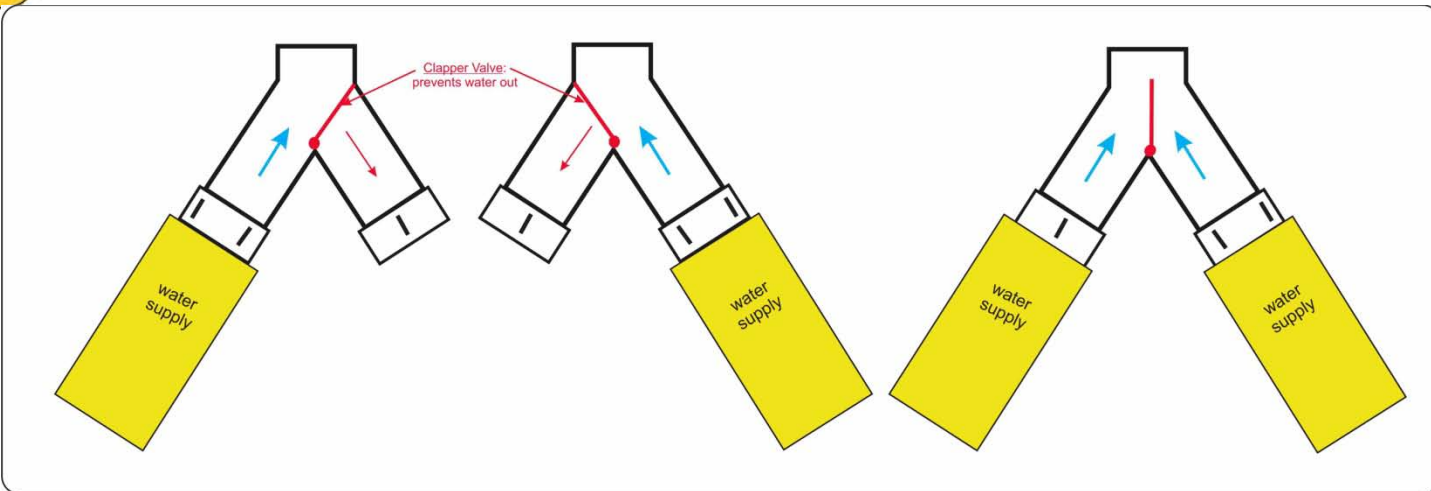 Clapper Valve:
prevents water out
water
supply
water
supply
water
supply
water
supply